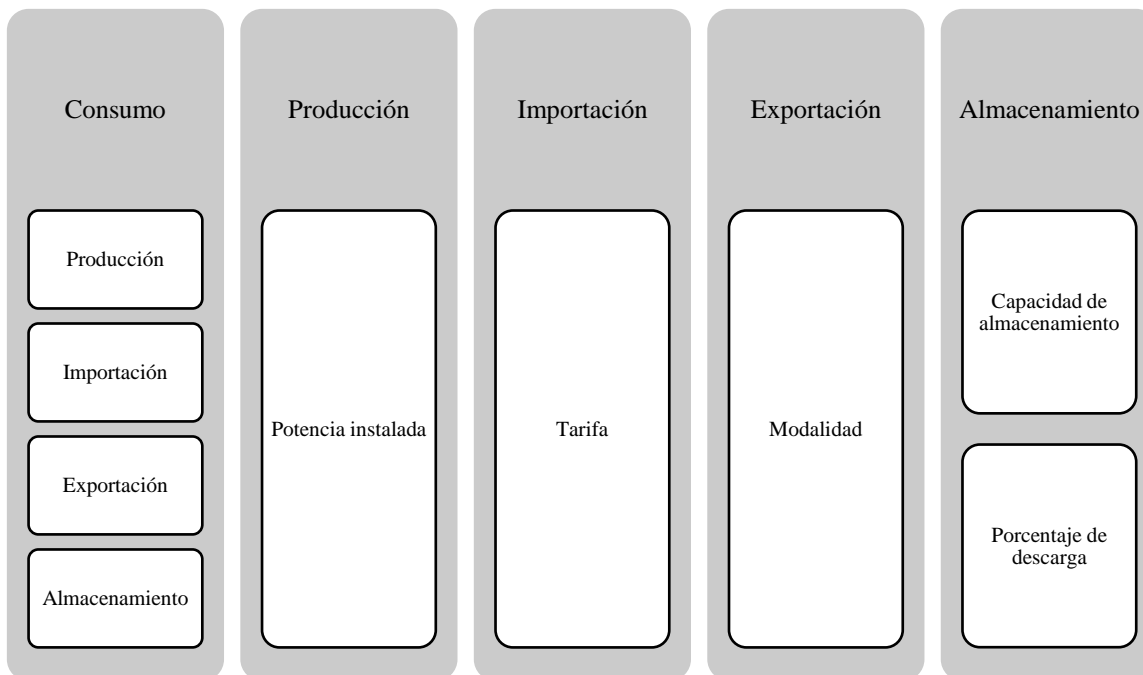 Consumo
Producción
Importación
Exportación
Almacenamiento
Producción
Importación
Exportación
Almacenamiento
Potencia instalada
Tarifa
Modalidad
Capacidad de
almacenamiento
Porcentaje de
descarga